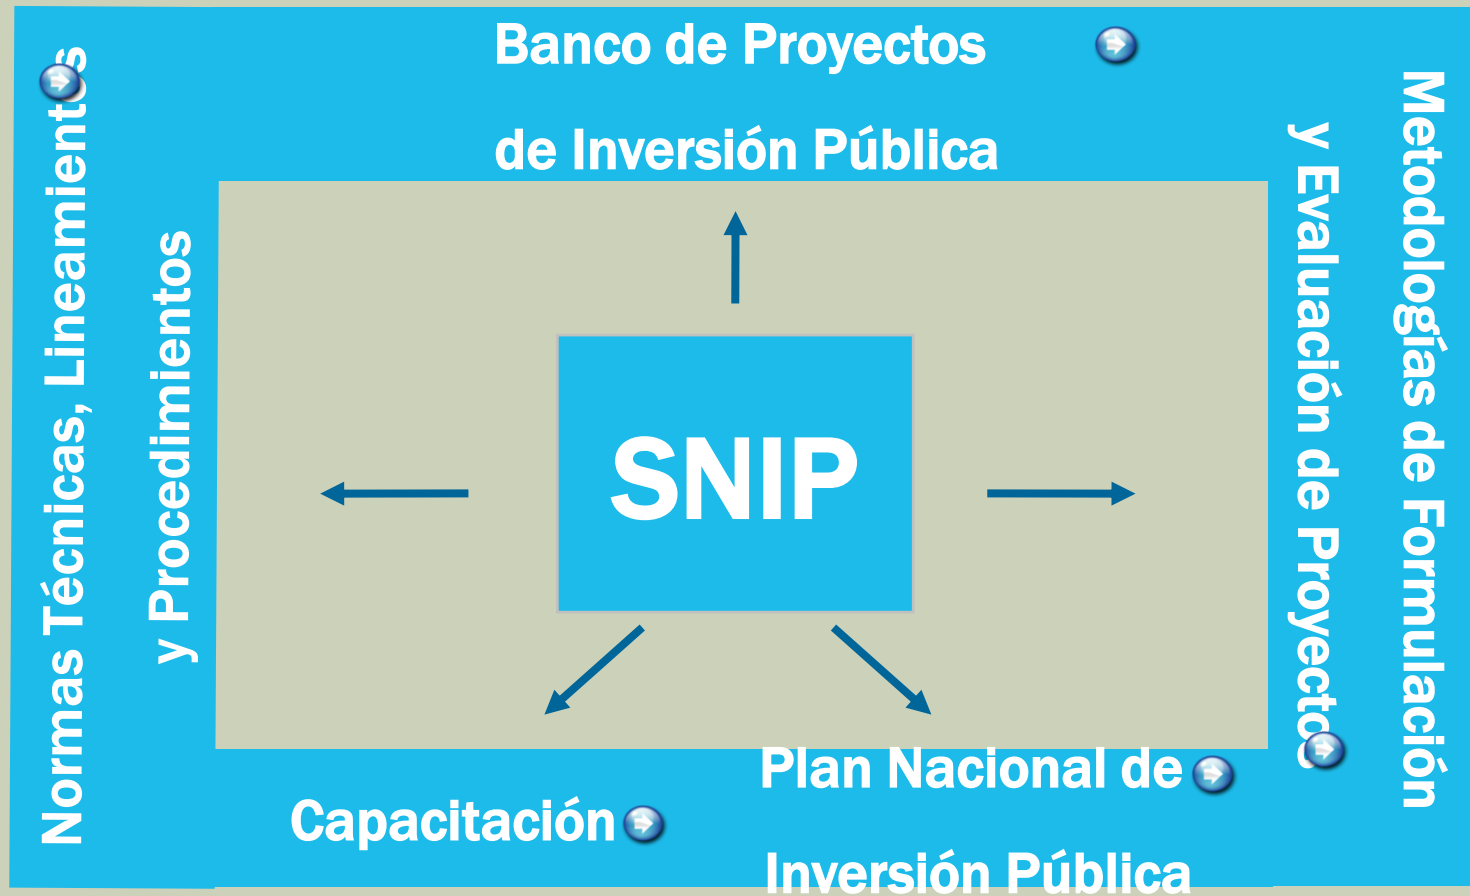 Banco de Proyectos
de Inversión Pública
Normas Técnicas, Lineamientos
y Procedimientos
SNIP
Metodologías de Formulación
y Evaluación de Proyectos
Capacitación
Plan Nacional de
Inversión Pública